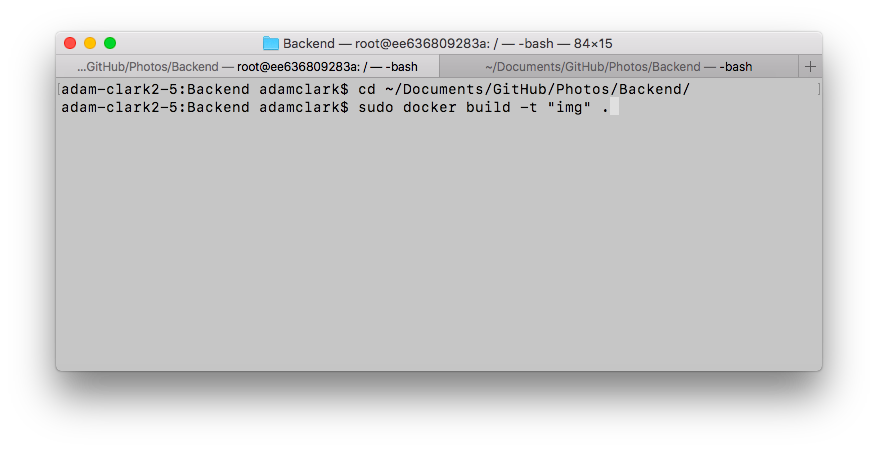 Backend — root@ee636809283a: / — -bash — 84×15
...GitHub/Photos/Backend — root@ee636809283a: / — -bash
~/Documents/GitHub/Photos/Backend — -bash
+
[adam-clark2-5:Backend adamclark$ cd ~/Documents/GitHub/Photos/Backend/ ]
adam-clark2-5:Backend adamclark$ sudo docker build -t "img" .